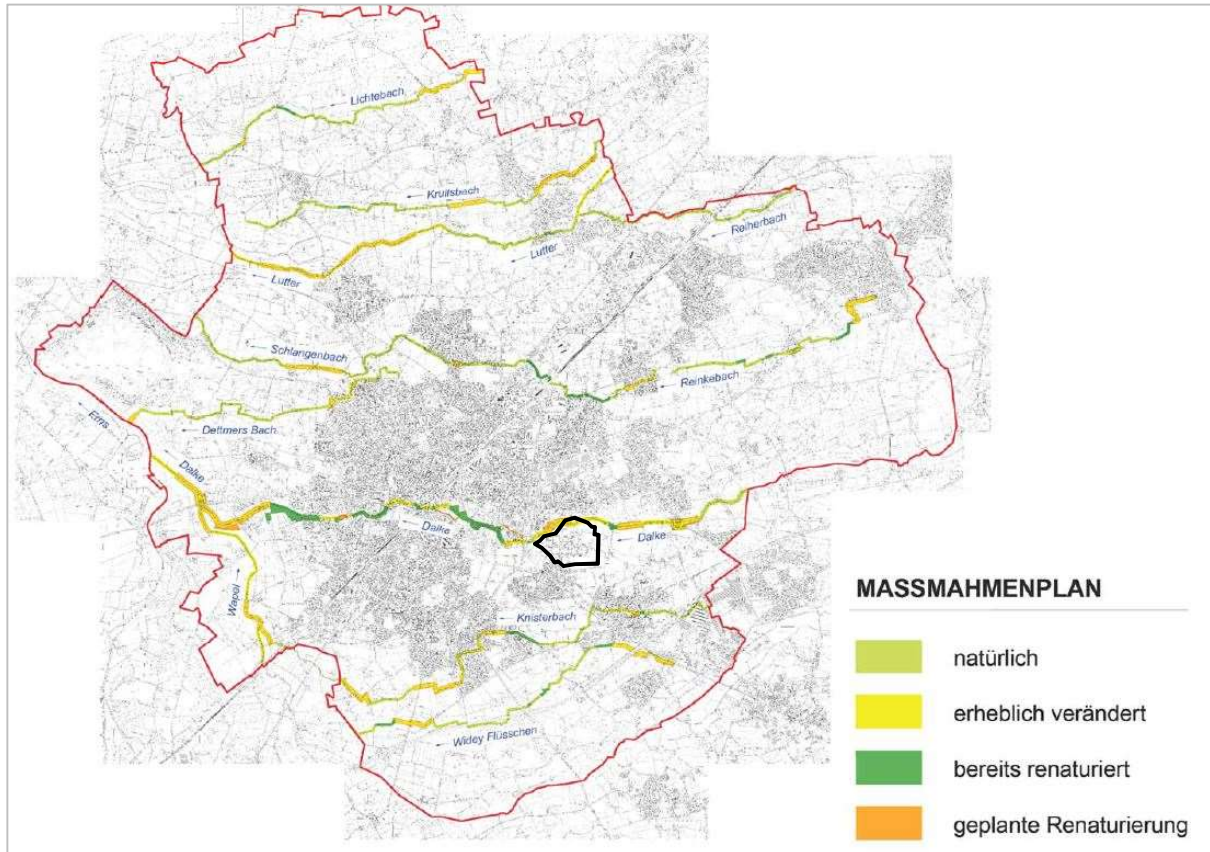 Lichtebach
Kruitsbach
Reiherbach
Lutter
Lutter
Schlangenbach
Reinkebach
Ems
Dettmers Bach
Dalke
Dalke
Dalke
Wapel
Knisterbach
Widey Flüsschen
MASSMAHMENPLAN
natürlich
erheblich verändert
bereits renaturiert
geplante Renaturierung